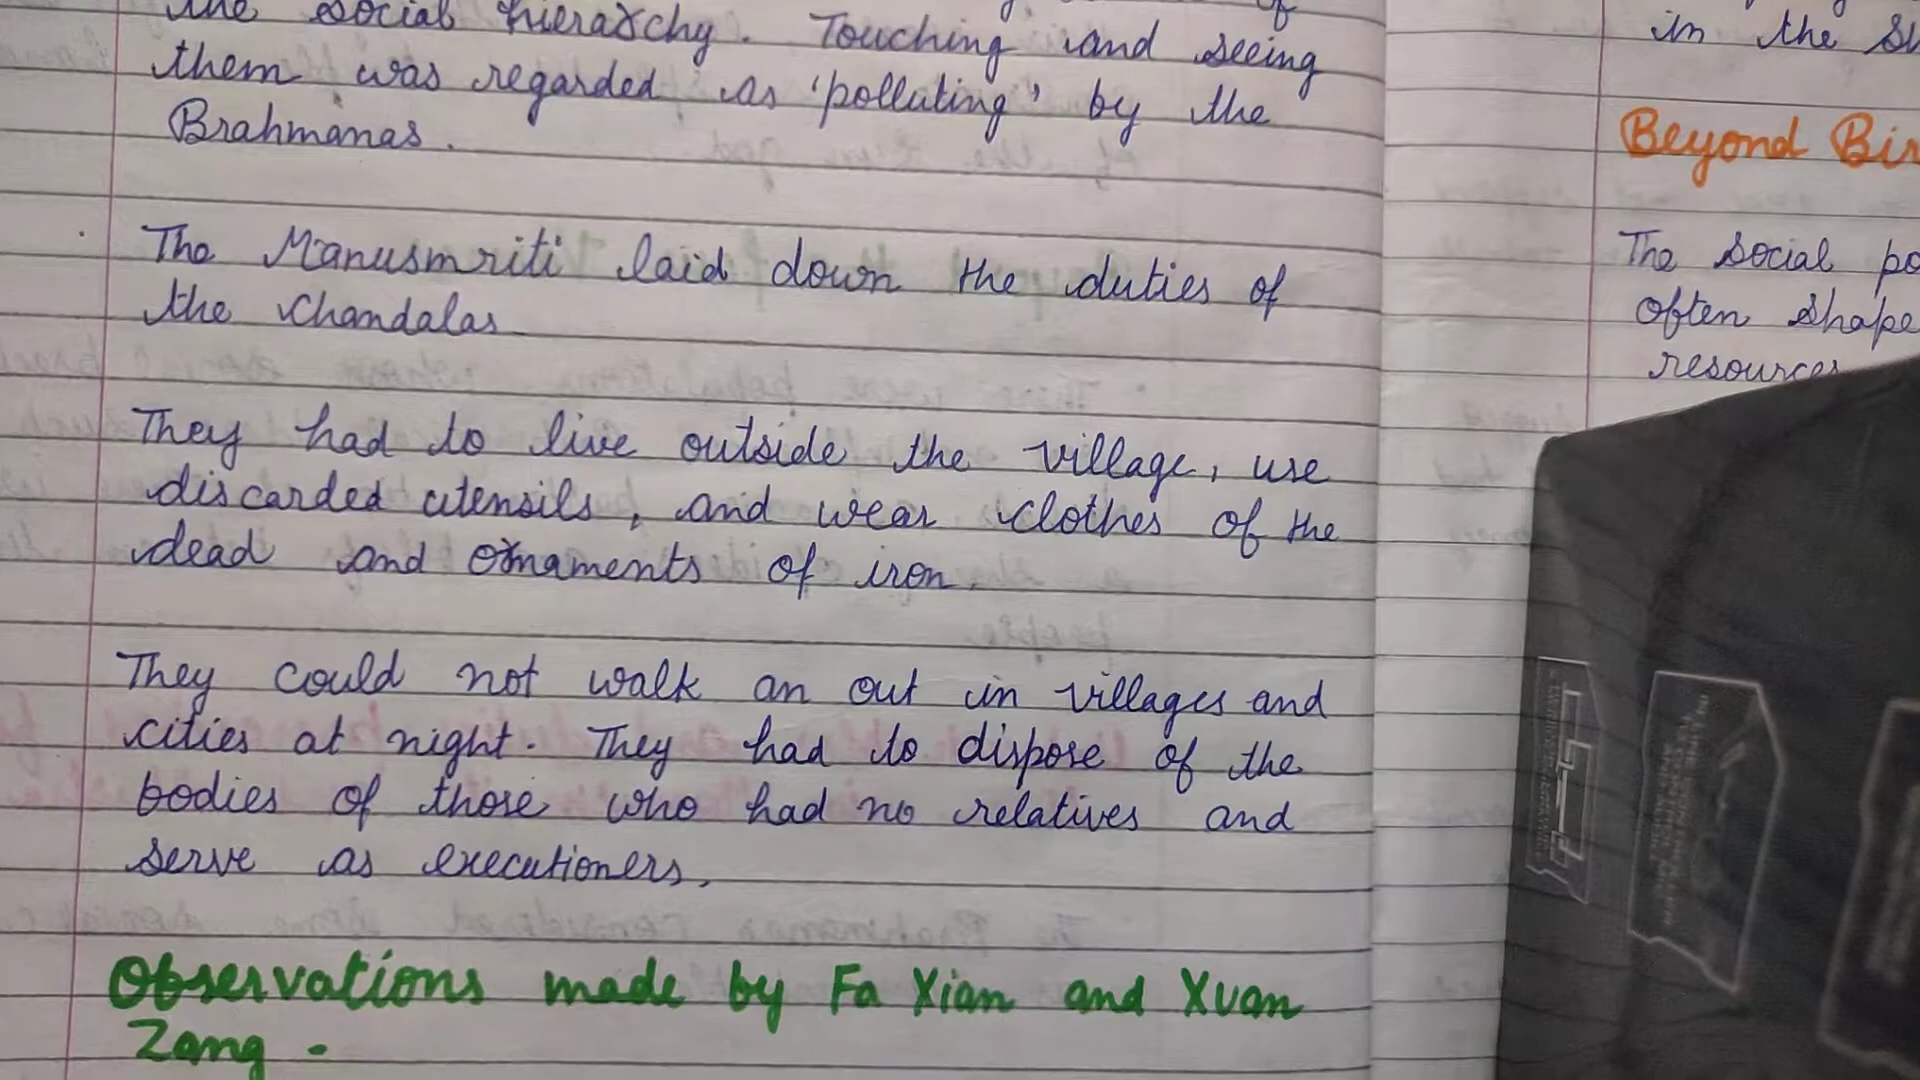 the social hierarchy. Touching and seeing
them was regarded as 'polluting' by the
Brahmanas.
The Manusmriti laid down the duties of
the Chandalas
They had to live outside the village, use
discarded utensils, and wear clothes of the
dead and ornaments of iron.
They could not walk an out in villages and
cities at night. They had to dispose of the
bodies of those who had no relatives and
serve as executioners.
Observations made by Fa Xian and Xuan
Zang.
in the
Beyond
The social
often shape
resources